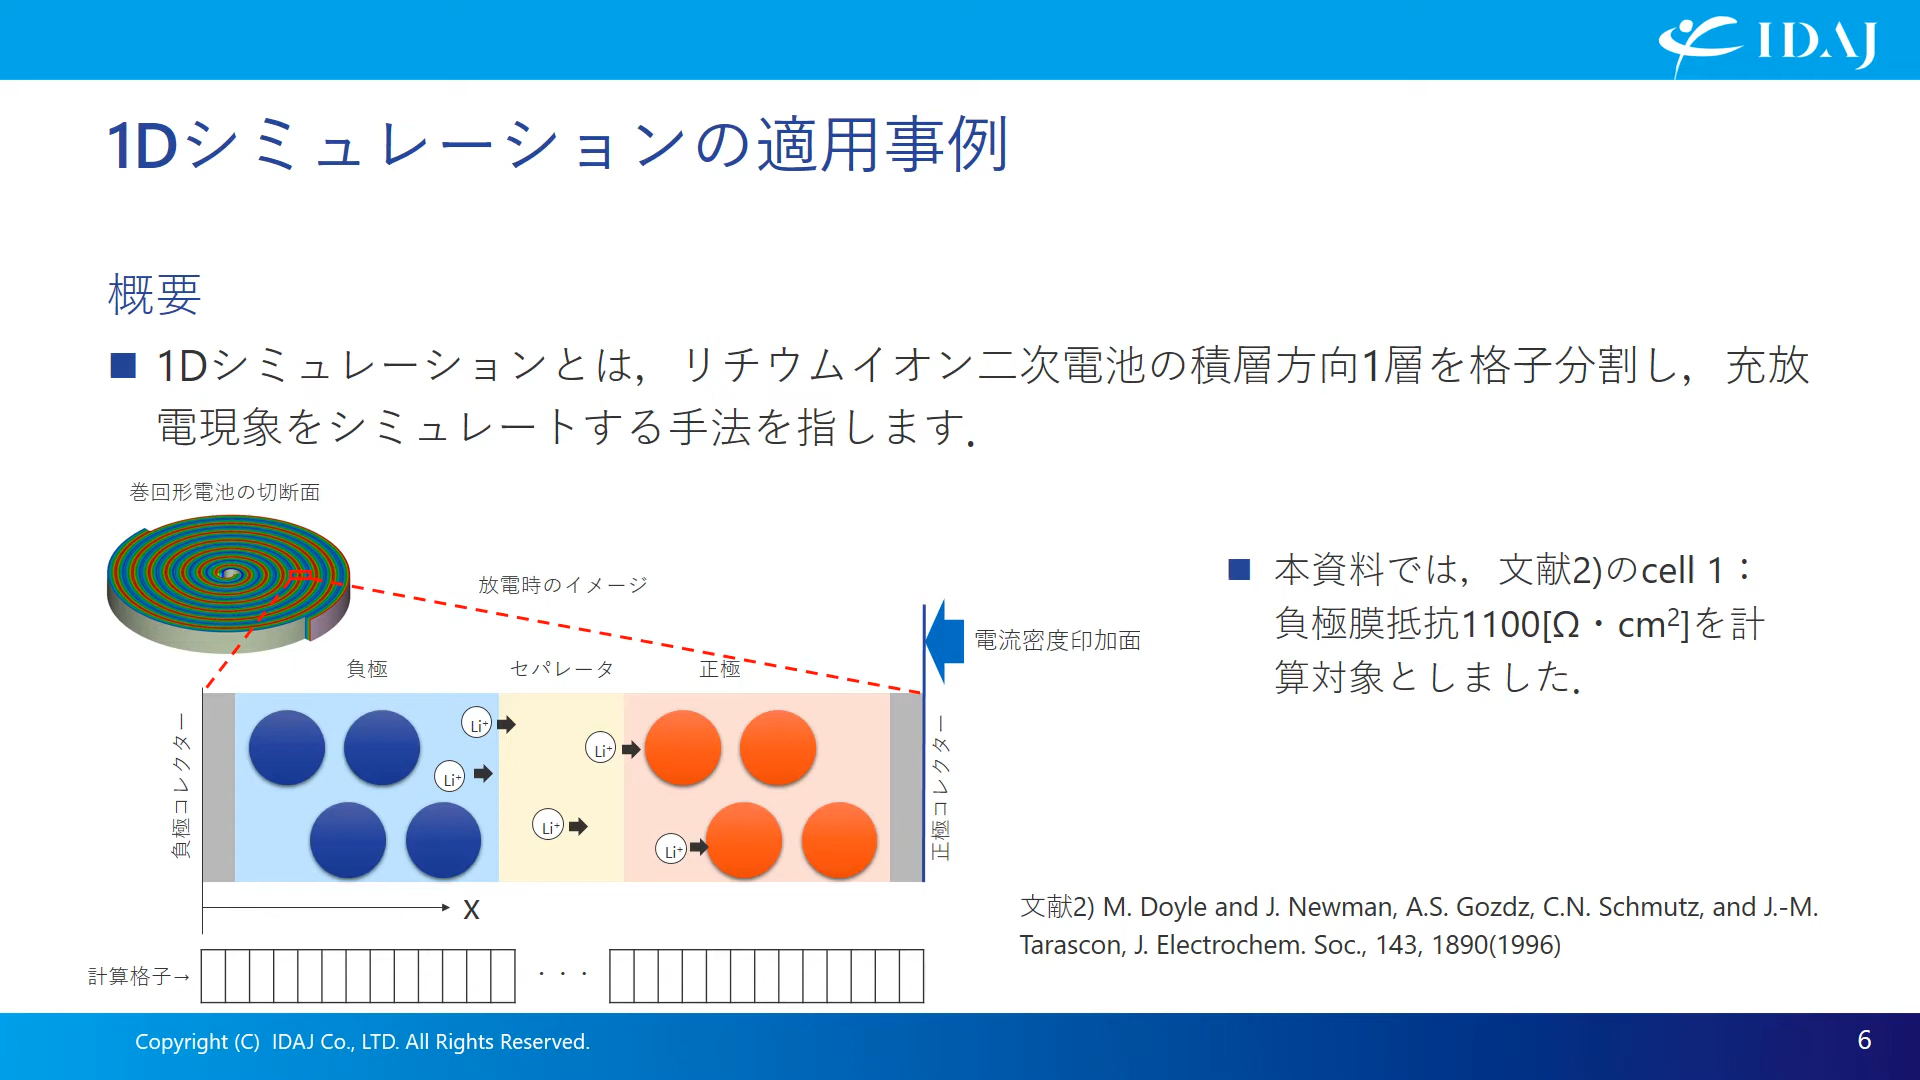 IDAJ
1Dシミュレーションの適用事例
概要
■ 1Dシミュレーションとは，リチウムイオン二次電池の積層方向1層を格子分割し，充放
電現象をシミュレートする手法を指します．
巻回形電池の切断面
放電時のイメージ
電流密度印加面
負極
セパレータ
正極
負極コレクター
Li⁺
Li⁺
Li⁺
Li⁺
Li⁺
正極コレクター
x
計算格子→
・・・
■ 本資料では，文献2)のcell 1：
負極膜抵抗1100[Ω・cm²]を計
算対象としました．
文献2) M. Doyle and J. Newman, A.S. Gozdz, C.N. Schmutz, and J.-M.
Tarascon, J. Electrochem. Soc., 143, 1890(1996)
Copyright (C) IDAJ Co., LTD. All Rights Reserved.
6